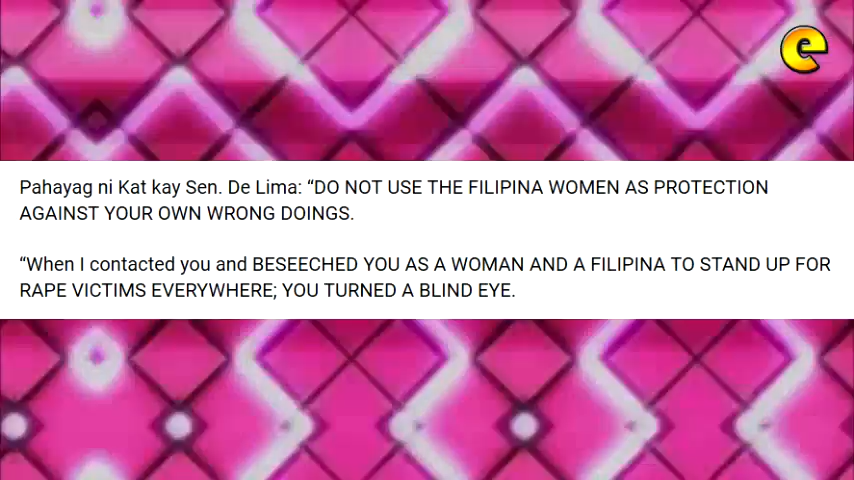 e
Pahayag ni Kat kay Sen. De Lima: “DO NOT USE THE FILIPINA WOMEN AS PROTECTION
AGAINST YOUR OWN WRONG DOINGS.
“When I contacted you and BESEECHED YOU AS A WOMAN AND A FILIPINA TO STAND UP FOR
RAPE VICTIMS EVERYWHERE; YOU TURNED A BLIND EYE.